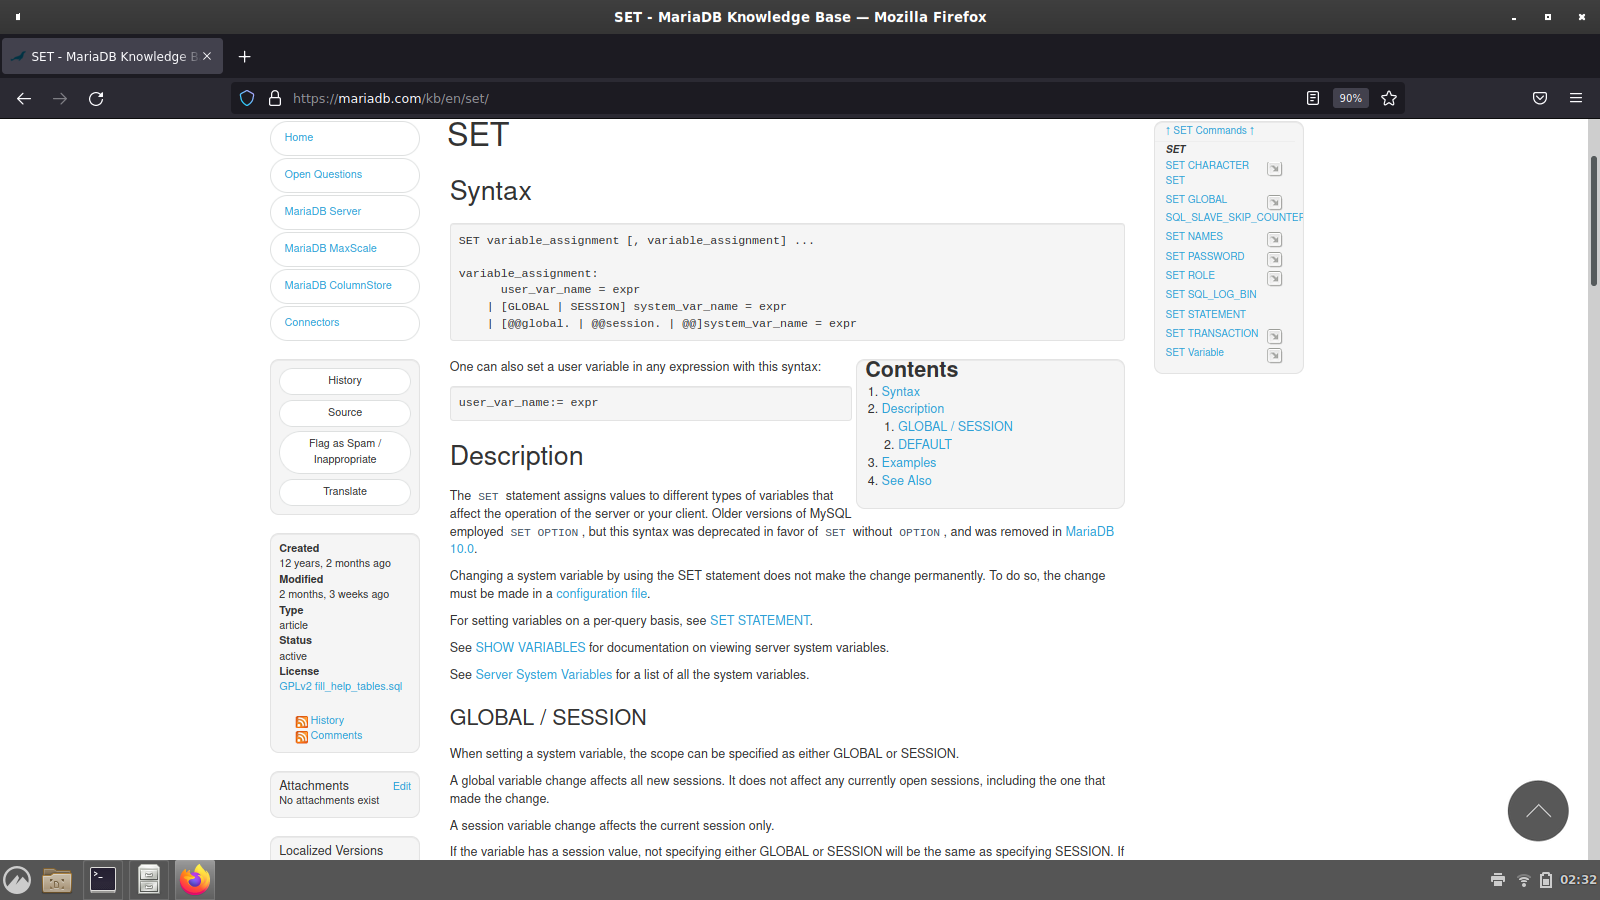 SET - MariaDB Knowledge Base — Mozilla Firefox
SET - MariaDB Knowledge B
https://mariadb.com/kb/en/set/
90%
Home
Open Questions
MariaDB Server
MariaDB MaxScale
MariaDB ColumnStore
Connectors
History
Source
Flag as Spam /
Inappropriate
Translate
Created
12 years, 2 months ago
Modified
2 months, 3 weeks ago
Type
article
Status
active
License
GPLv2 fill_help_tables.sql
History
Comments
Attachments
Edit
No attachments exist
Localized Versions
SET
Syntax
SET variable_assignment [, variable_assignment] ...
variable_assignment:
user_var_name = expr
| [GLOBAL | SESSION] system_var_name = expr
| [@@global. | @@session. | @@]system_var_name = expr
One can also set a user variable in any expression with this syntax:
user_var_name:= expr
Contents
1. Syntax
2. Description
1. GLOBAL / SESSION
2. DEFAULT
3. Examples
4. See Also
Description
The SET statement assigns values to different types of variables that
affect the operation of the server or your client. Older versions of MySQL
employed SET OPTION, but this syntax was deprecated in favor of SET without OPTION, and was removed in MariaDB
10.0.
Changing a system variable by using the SET statement does not make the change permanently. To do so, the change
must be made in a configuration file.
For setting variables on a per-query basis, see SET STATEMENT.
See SHOW VARIABLES for documentation on viewing server system variables.
See Server System Variables for a list of all the system variables.
GLOBAL / SESSION
When setting a system variable, the scope can be specified as either GLOBAL or SESSION.
A global variable change affects all new sessions. It does not affect any currently open sessions, including the one that
made the change.
A session variable change affects the current session only.
If the variable has a session value, not specifying either GLOBAL or SESSION will be the same as specifying SESSION. If
↑ SET Commands ↑
SET
SET CHARACTER
SET
SET GLOBAL
SQL_SLAVE_SKIP_COUNTER
SET NAMES
SET PASSWORD
SET ROLE
SET SQL_LOG_BIN
SET STATEMENT
SET TRANSACTION
SET Variable
02:32